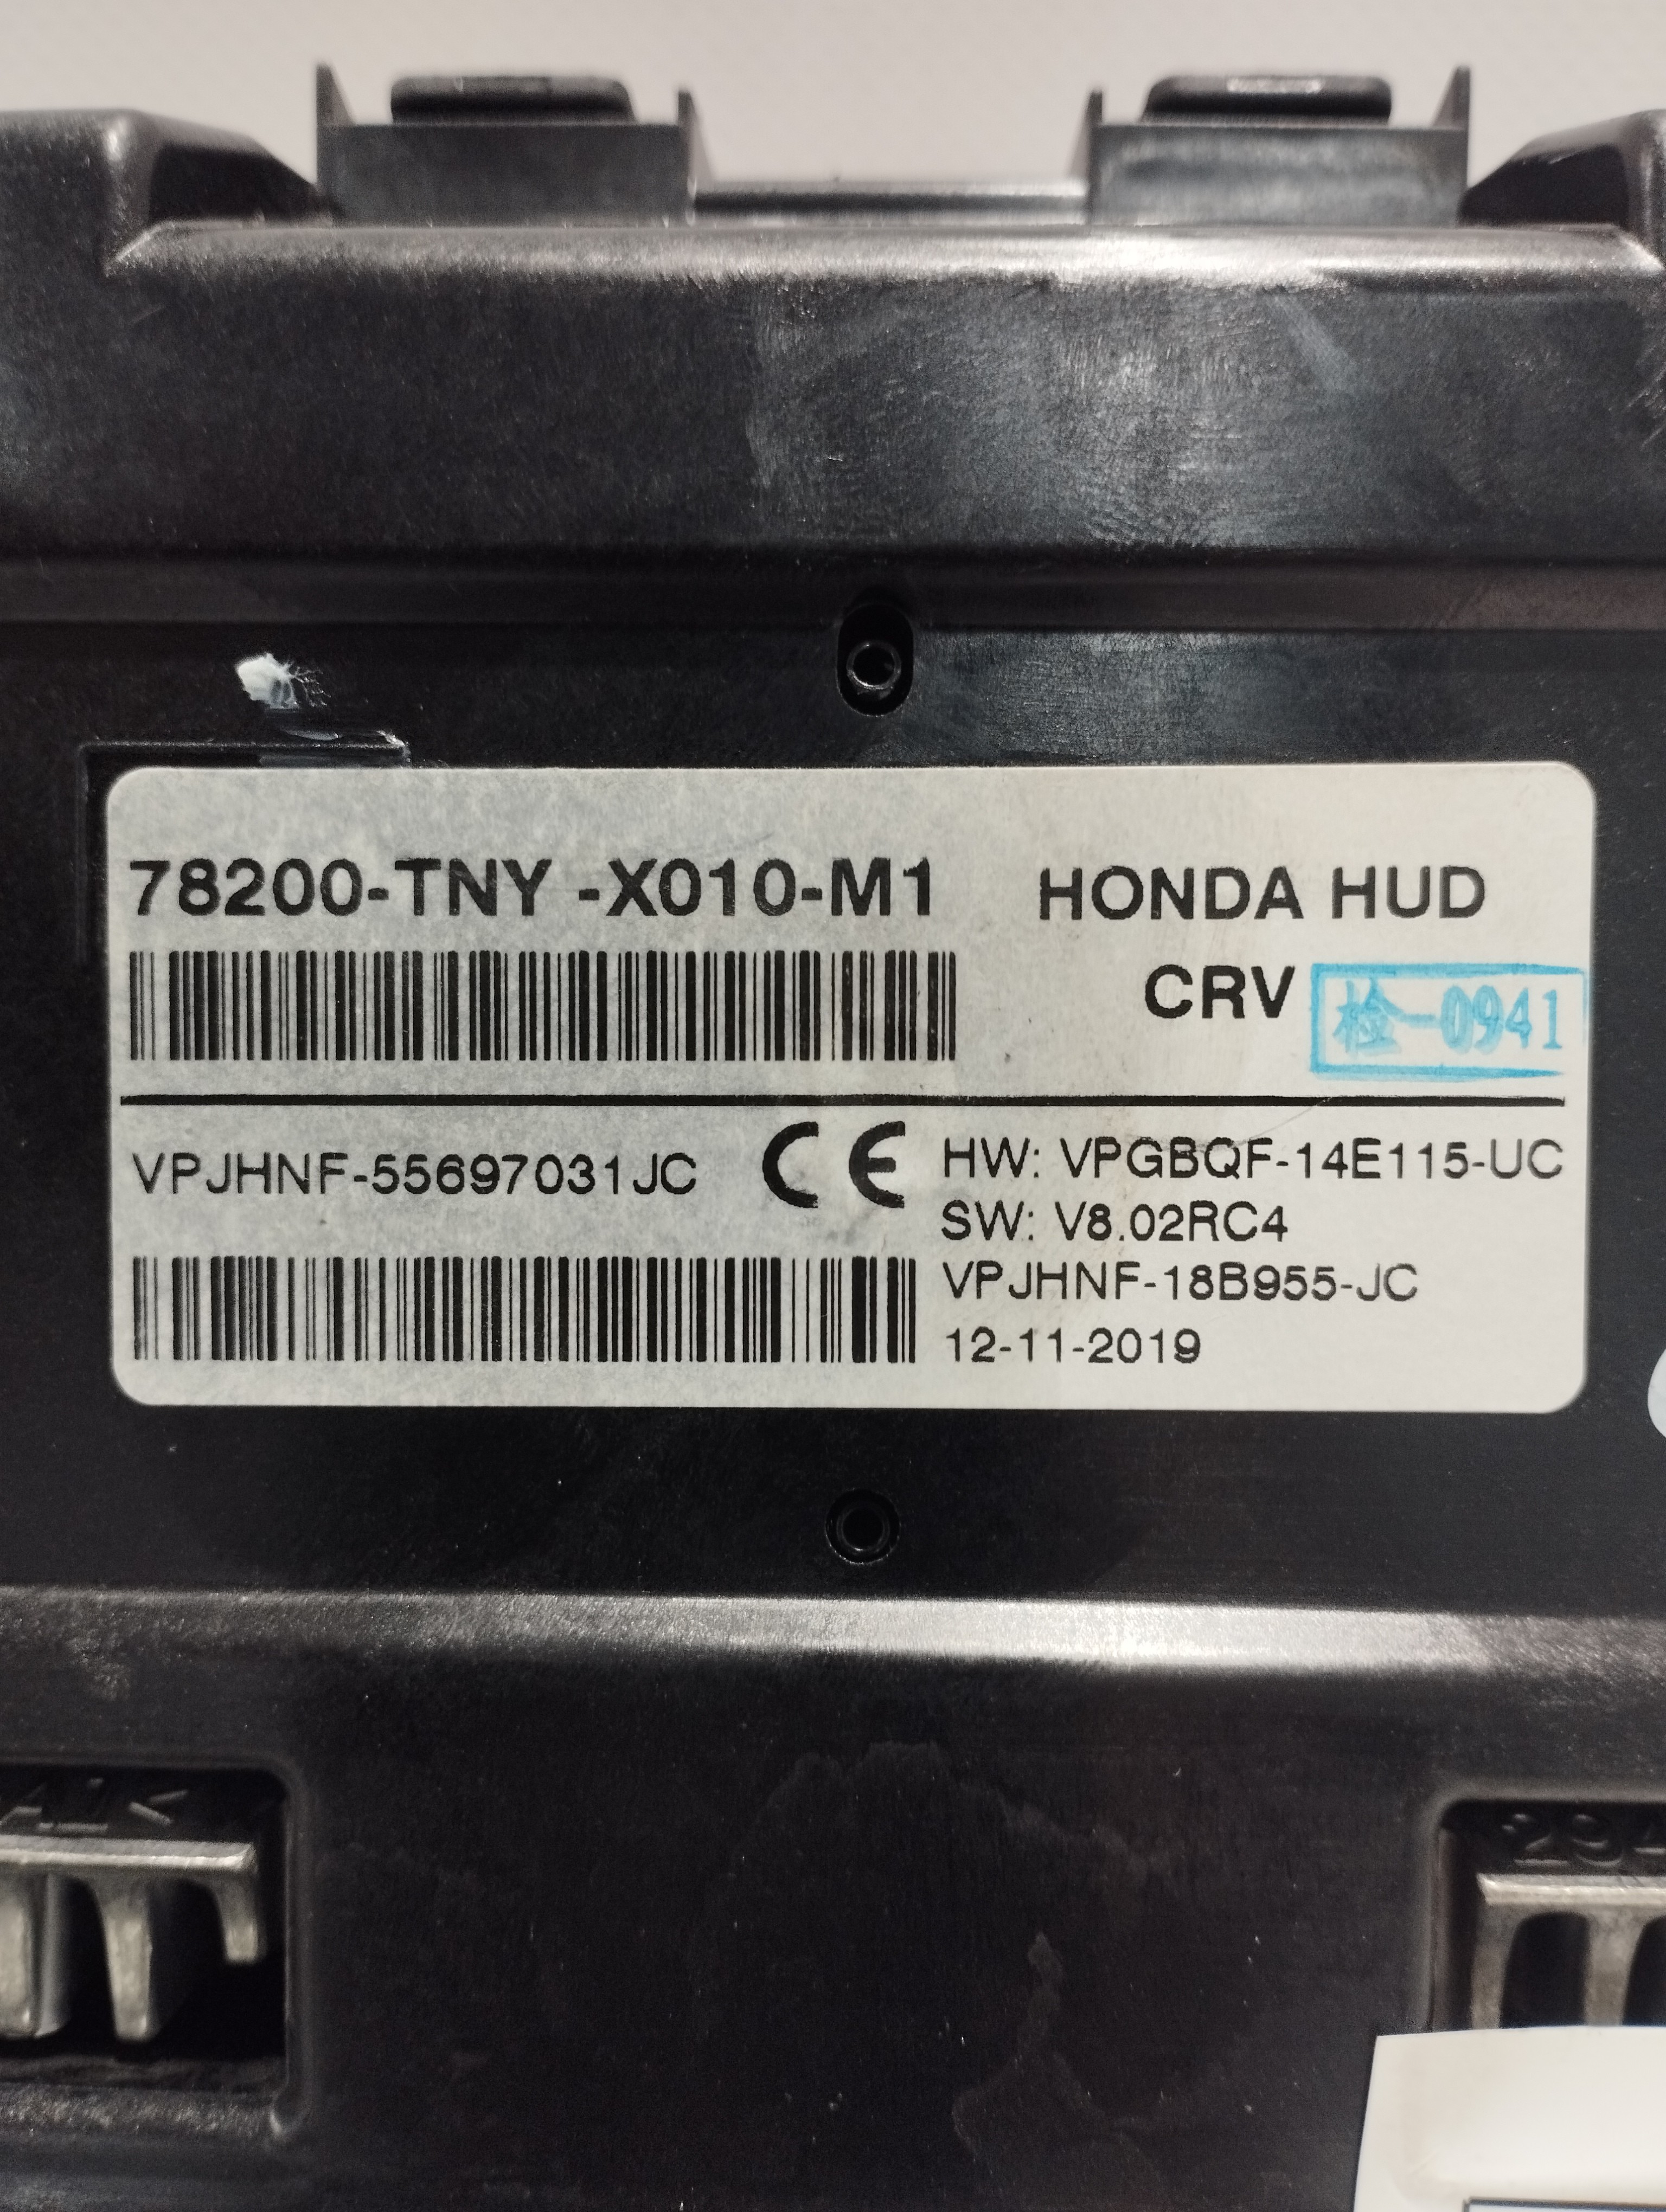 78200-TNY -X010-M1
HONDA HUD
CRV
检-0941
VPJHNF-55697031JC
CE
HW: VPGBQF-14E115-UC
SW: V8.02RC4
VPJHNF-18B955-JC
12-11-2019